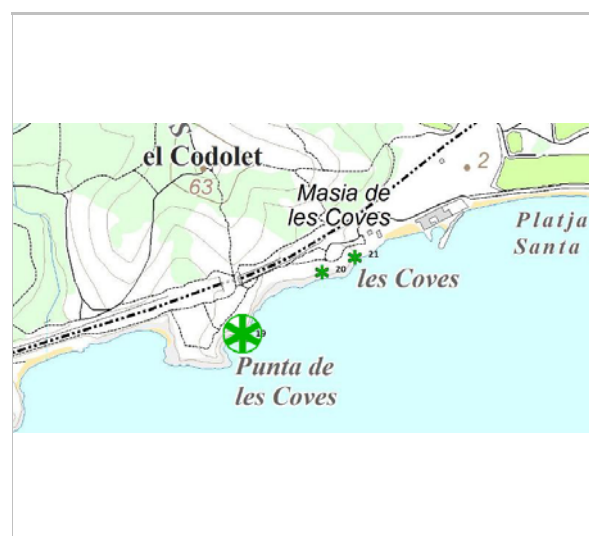 S
el Codolet
63
2
Masia de
les Coves
Platja
Santa
21
20
les Coves
19
Punta de
les Coves